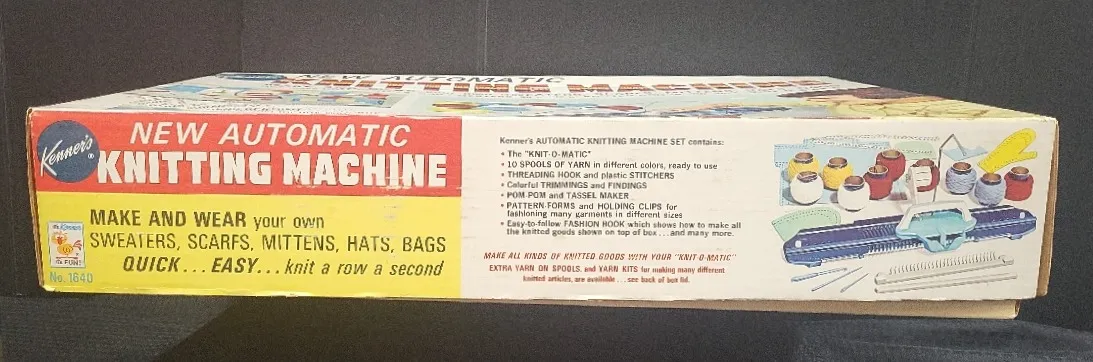 NEW AUTOMATIC
KNITTING MACHINE
Kenner's®
NEW AUTOMATIC
KNITTING MACHINE
MAKE AND WEAR your own
SWEATERS, SCARFS, MITTENS, HATS, BAGS
QUICK...EASY...knit a row a second
It's Kenner's
It's FUN!
No. 1640
Kenner's AUTOMATIC KNITTING MACHINE SET contains:
• The "KNIT-O-MATIC"
• 10 SPOOLS OF YARN in different colors, ready to use
• THREADING HOOK and plastic STITCHERS
• Colorful TRIMMINGS and FINDINGS
• POM-POM and TASSEL MAKER
• PATTERN-FORMS and HOLDING CLIPS for
fashioning many garments in different sizes
• Easy-to-follow FASHION BOOK which shows how to make all
the knitted goods shown on top of box...and many more.
MAKE ALL KINDS OF KNITTED GOODS WITH YOUR "KNIT-O-MATIC"
EXTRA YARN ON SPOOLS, and YARN KITS for making many different
knitted articles, are available...see back of box lid.